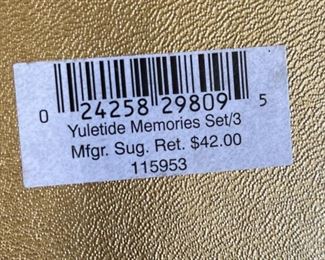 0 24258 29809 5
Yuletide Memories Set/3
Mfgr. Sug. Ret. $42.00
115953